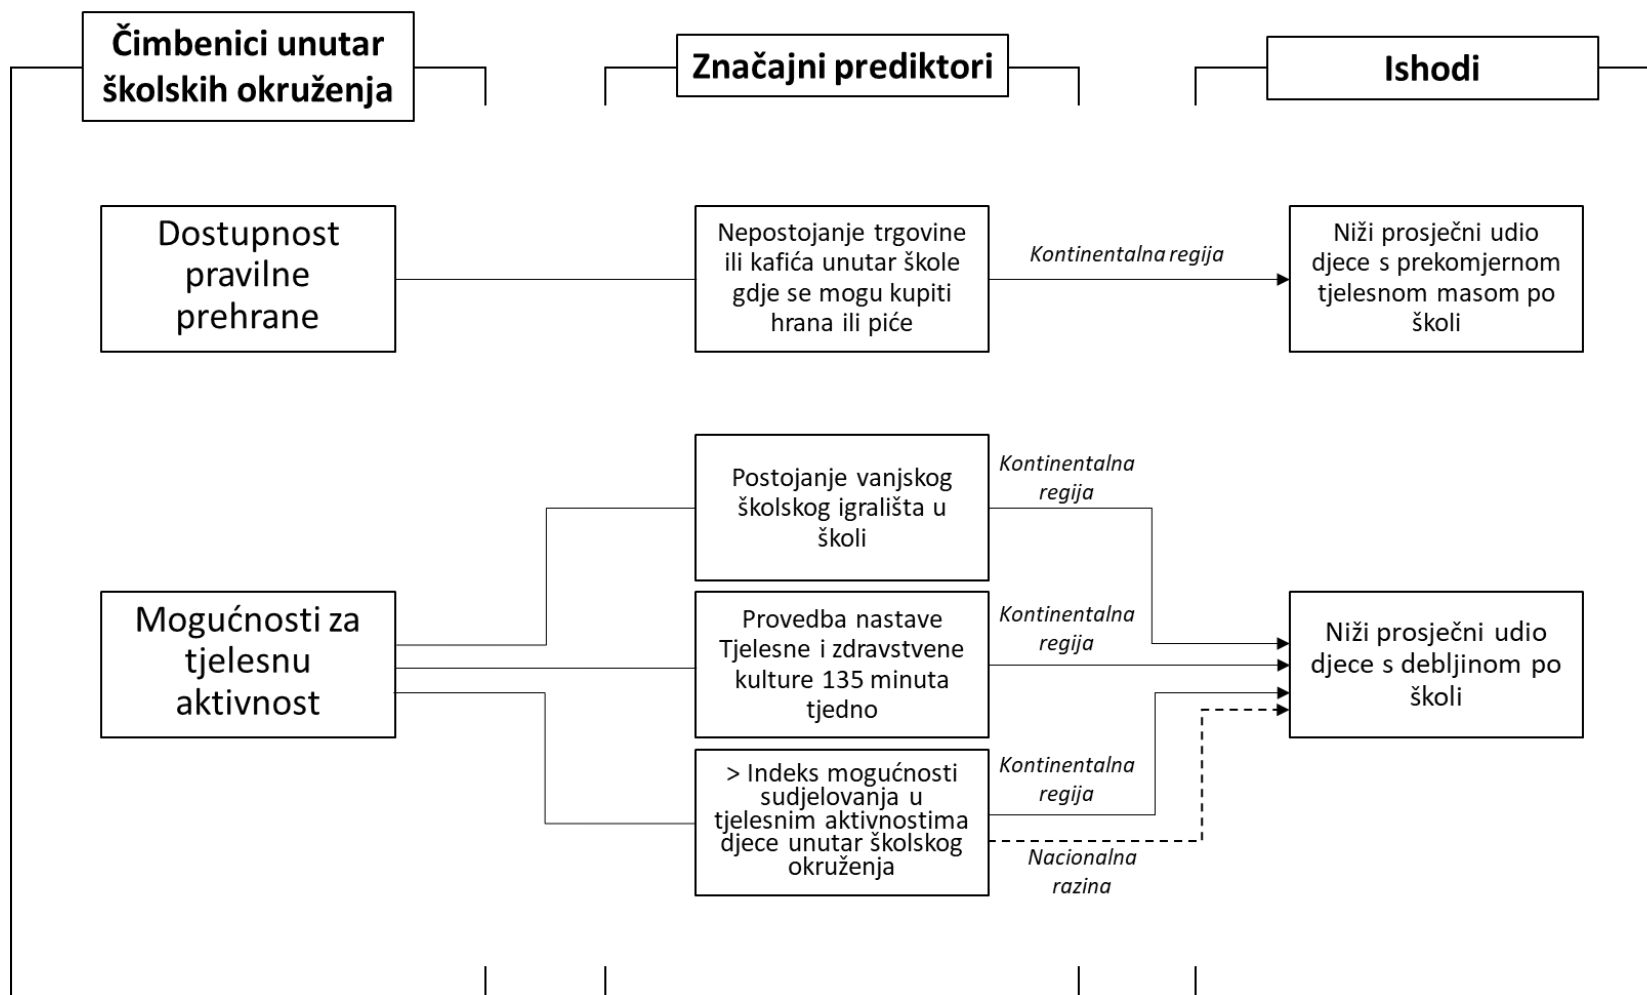 Čimbenici unutar
školskih okruženja
Značajni prediktori
Ishodi
Dostupnost
pravilne
prehrane
Nepostojanje trgovine
ili kafića unutar škole
gdje se mogu kupiti
hrana ili piće
Kontinentalna regija
Niži prosječni udio
djece s prekomjernom
tjelesnom masom po
školi
Mogućnosti za
tjelesnu
aktivnost
Postojanje vanjskog
školskog igrališta u
školi
Kontinentalna
regija
Provedba nastave
Tjelesne i zdravstvene
kulture 135 minuta
tjedno
Kontinentalna
regija
> Indeks mogućnosti
sudjelovanja u
tjelesnim aktivnostima
djece unutar školskog
okruženja
Kontinentalna
regija
Nacionalna
razina
Niži prosječni udio
djece s debljinom po
školi